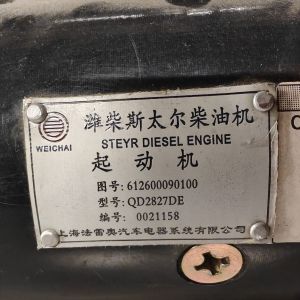 潍柴斯太尔柴油机
WEICHAI
STEYR DIESEL ENGINE
起动机
图号: 612600090100
型号: QD2827DE
编号: 0021158
上海法雷奥汽车电器系统有限公司